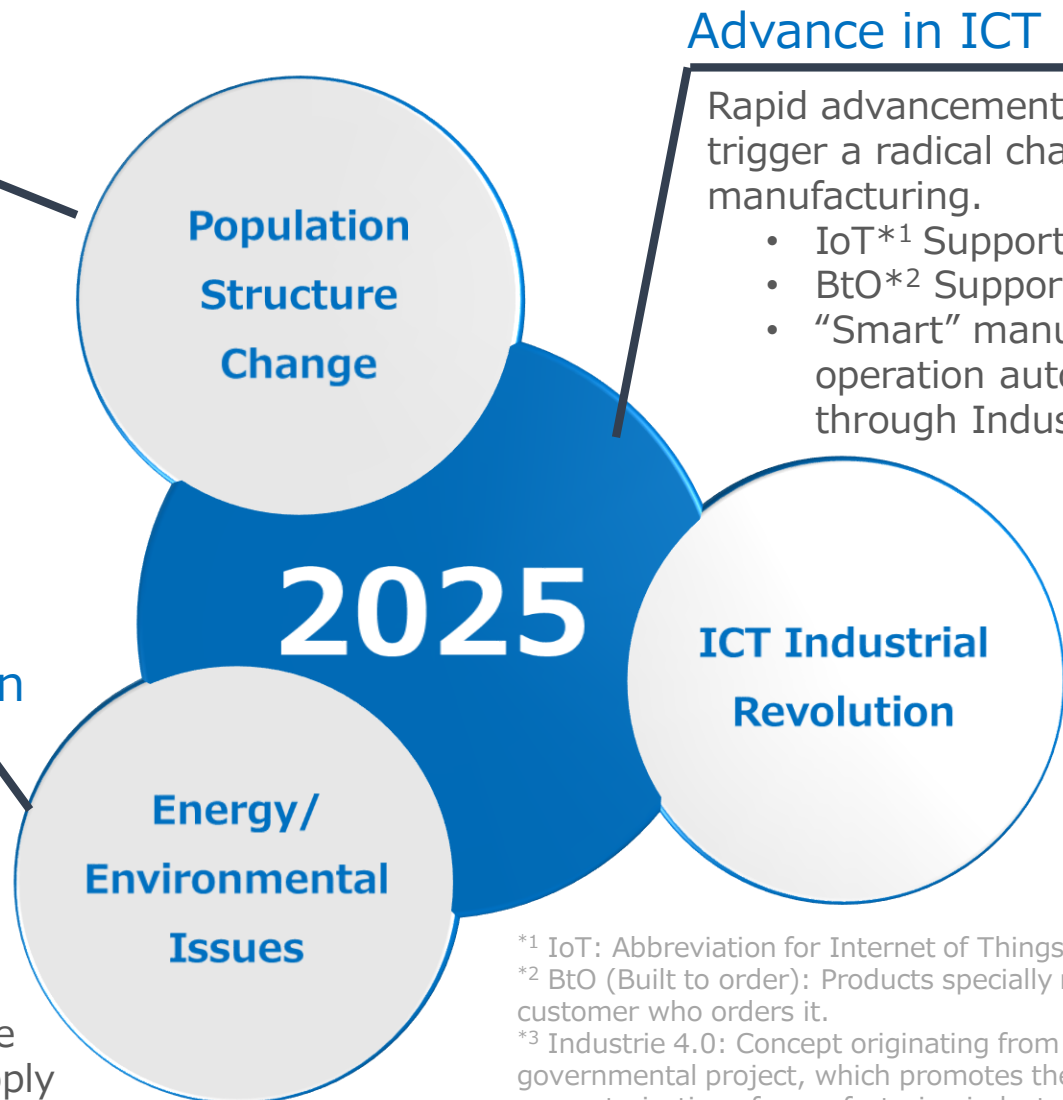 Advance in ICT
Rapid advancement
trigger a radical cha
manufacturing.
• IoT*1 Support
• BtO*2 Suppor
• “Smart” manu
operation auto
through Indus
Population
Structure
Change
2025
ICT Industrial
Revolution
n
Energy/
Environmental
Issues
e
pply
*1 IoT: Abbreviation for Internet of Things
*2 BtO (Built to order): Products specially
customer who orders it.
*3 Industrie 4.0: Concept originating from
governmental project, which promotes the